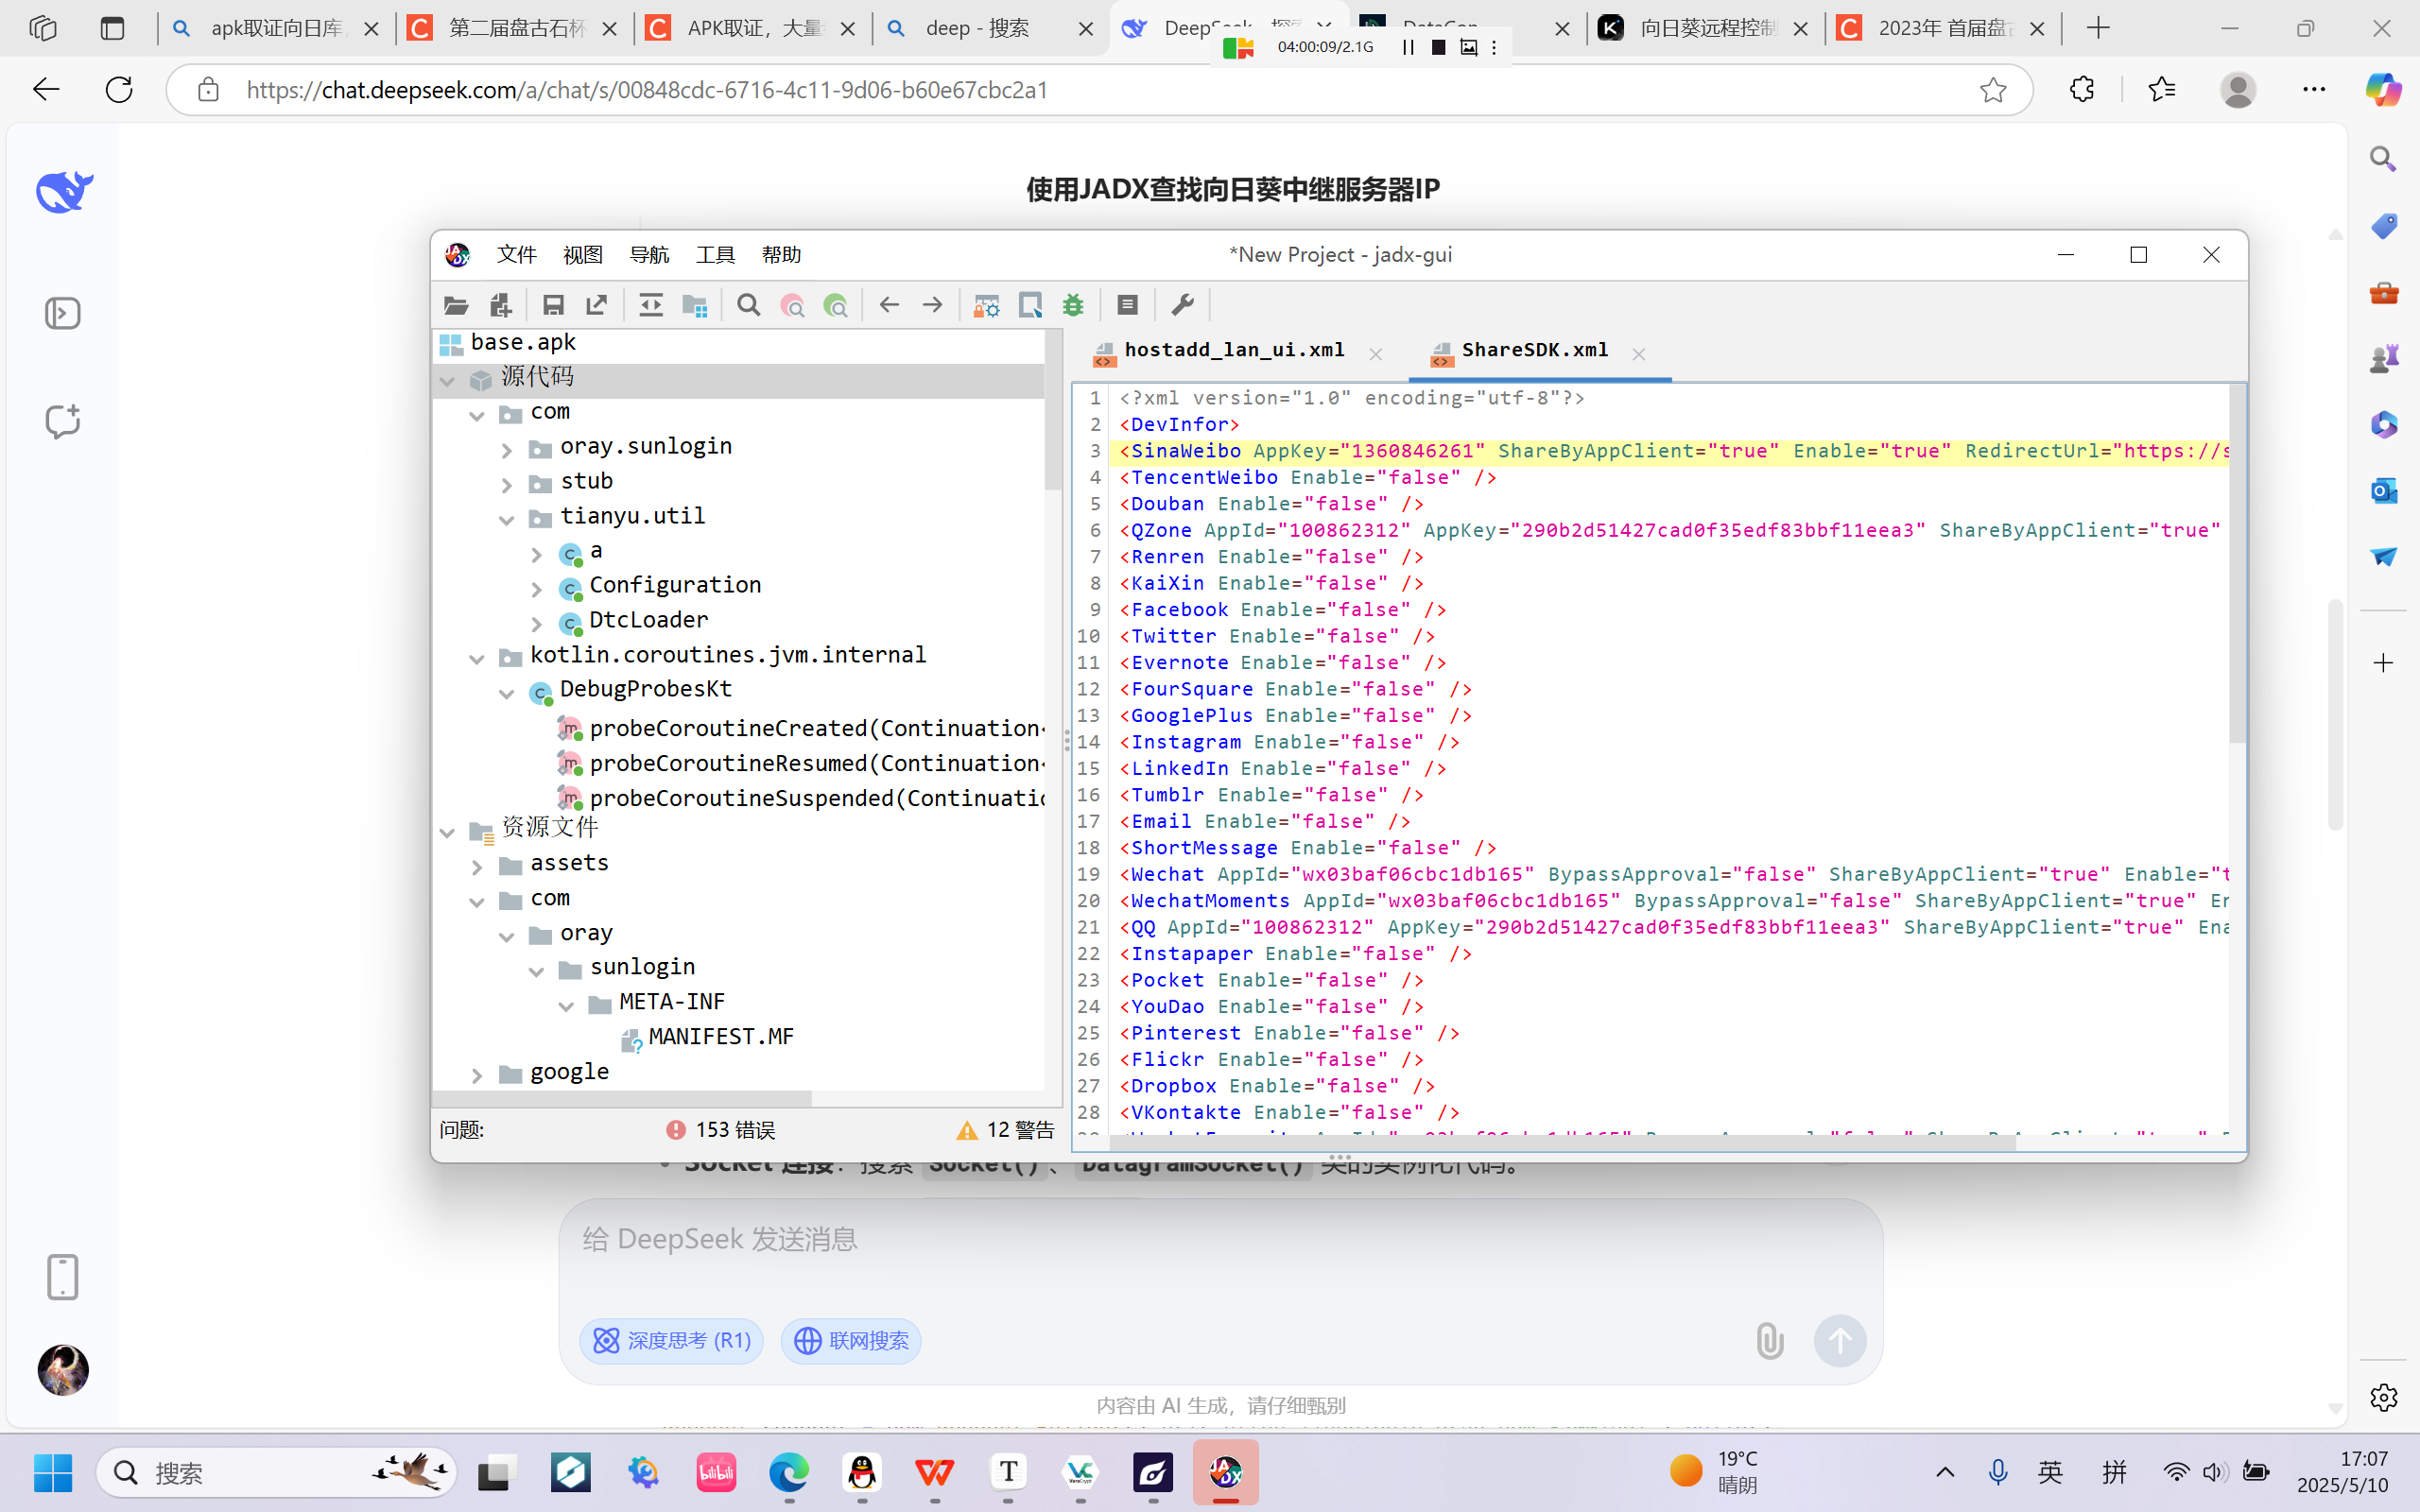 apk取证向日库
第二届盘古石杯
APK取证，大量
deep - 搜索
DeepSeek
DataCon
向日葵远程控制
2023年 首届盘古
04:00:09/2.1G
https://chat.deepseek.com/a/chat/s/00848cdc-6716-4c11-9d06-b60e67cbc2a1
使用JADX查找向日葵中继服务器IP
文件 视图 导航 工具 帮助
*New Project - jadx-gui
base.apk
源代码
com
oray.sunlogin
stub
tianyu.util
a
Configuration
DtcLoader
kotlin.coroutines.jvm.internal
DebugProbesKt
probeCoroutineCreated(Continuation
probeCoroutineResumed(Continuation
probeCoroutineSuspended(Continuatio
资源文件
assets
com
oray
sunlogin
META-INF
MANIFEST.MF
google
问题: 153 错误 12 警告
hostadd_lan_ui.xml
ShareSDK.xml
1 <?xml version="1.0" encoding="utf-8"?>
2 <DevInfor>
3 <SinaWeibo AppKey="1360846261" ShareByAppClient="true" Enable="true" RedirectUrl="https://s
4 <TencentWeibo Enable="false" />
5 <Douban Enable="false" />
6 <QZone AppId="100862312" AppKey="290b2d51427cad0f35edf83bbf11eea3" ShareByAppClient="true"
7 <Renren Enable="false" />
8 <KaiXin Enable="false" />
9 <Facebook Enable="false" />
10 <Twitter Enable="false" />
11 <Evernote Enable="false" />
12 <FourSquare Enable="false" />
13 <GooglePlus Enable="false" />
14 <Instagram Enable="false" />
15 <LinkedIn Enable="false" />
16 <Tumblr Enable="false" />
17 <Email Enable="false" />
18 <ShortMessage Enable="false" />
19 <Wechat AppId="wx03baf06cbc1db165" BypassApproval="false" ShareByAppClient="true" Enable="t
20 <WechatMoments AppId="wx03baf06cbc1db165" BypassApproval="false" ShareByAppClient="true" En
21 <QQ AppId="100862312" AppKey="290b2d51427cad0f35edf83bbf11eea3" ShareByAppClient="true" Ena
22 <Instapaper Enable="false" />
23 <Pocket Enable="false" />
24 <YouDao Enable="false" />
25 <Pinterest Enable="false" />
26 <Flickr Enable="false" />
27 <Dropbox Enable="false" />
28 <VKontakte Enable="false" />
Socket 连接：搜索 Socket()、DatagramSocket() 类的实例化代码。
给 DeepSeek 发送消息
深度思考 (R1)
联网搜索
内容由 AI 生成，请仔细甄别
搜索
bilibili
19°C
晴朗
英
拼
17:07
2025/5/10